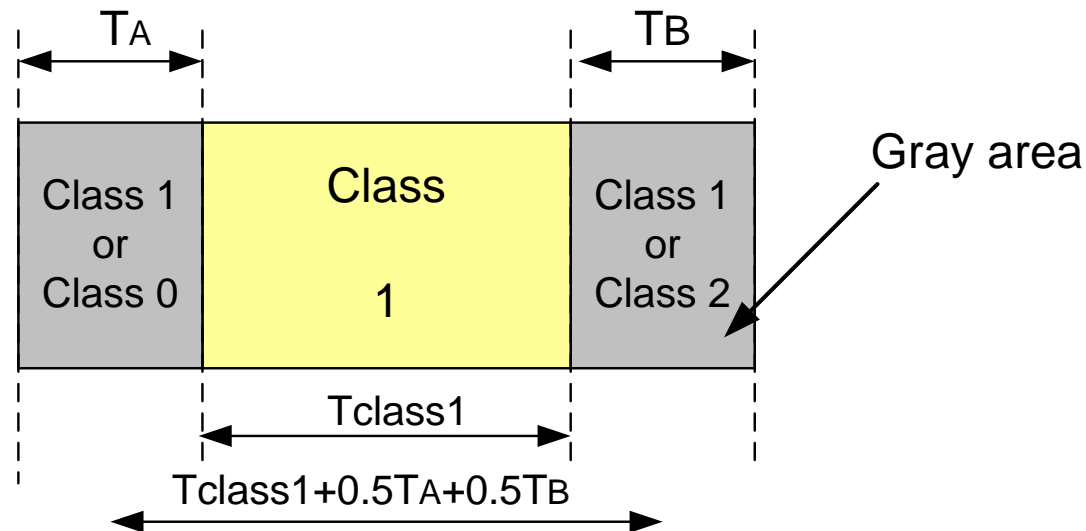 TA
TB
Gray area
Class 1
or
Class 0
Class
1
Class 1
or
Class 2
Tclass1
Tclass1+0.5TA+0.5TB